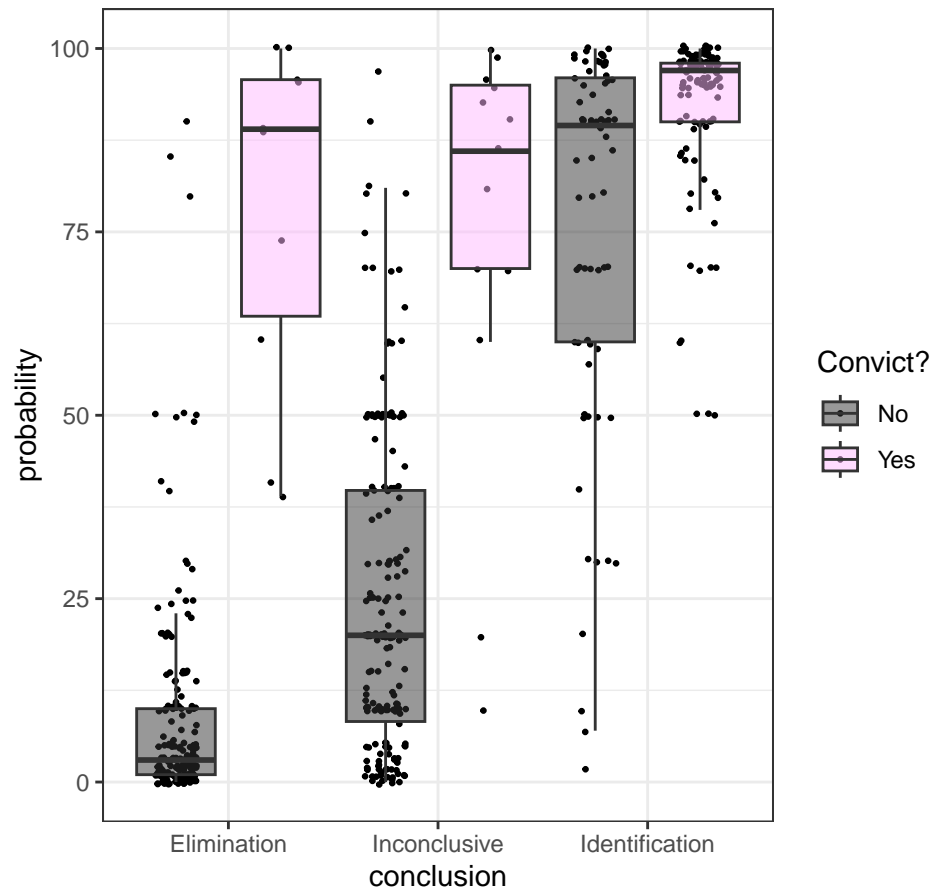 100
75
50
25
0
probability
Elimination
Inconclusive
Identification
conclusion
Convict?
No
Yes